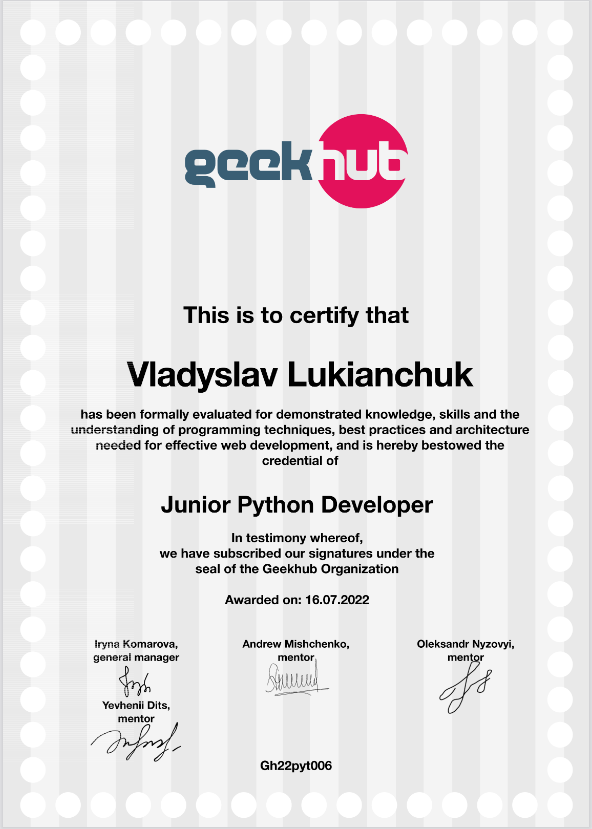 geekhub
This is to certify that
Vladyslav Lukianchuk
has been formally evaluated for demonstrated knowledge, skills and the
understanding of programming techniques, best practices and architecture
needed for effective web development, and is hereby bestowed the
credential of
Junior Python Developer
In testimony whereof,
we have subscribed our signatures under the
seal of the Geekhub Organization
Awarded on: 16.07.2022
Iryna Komarova,
general manager
Yevhenii Dits,
mentor
Andrew Mishchenko,
mentor
Oleksandr Nyzovyi,
mentor
Gh22pyt006